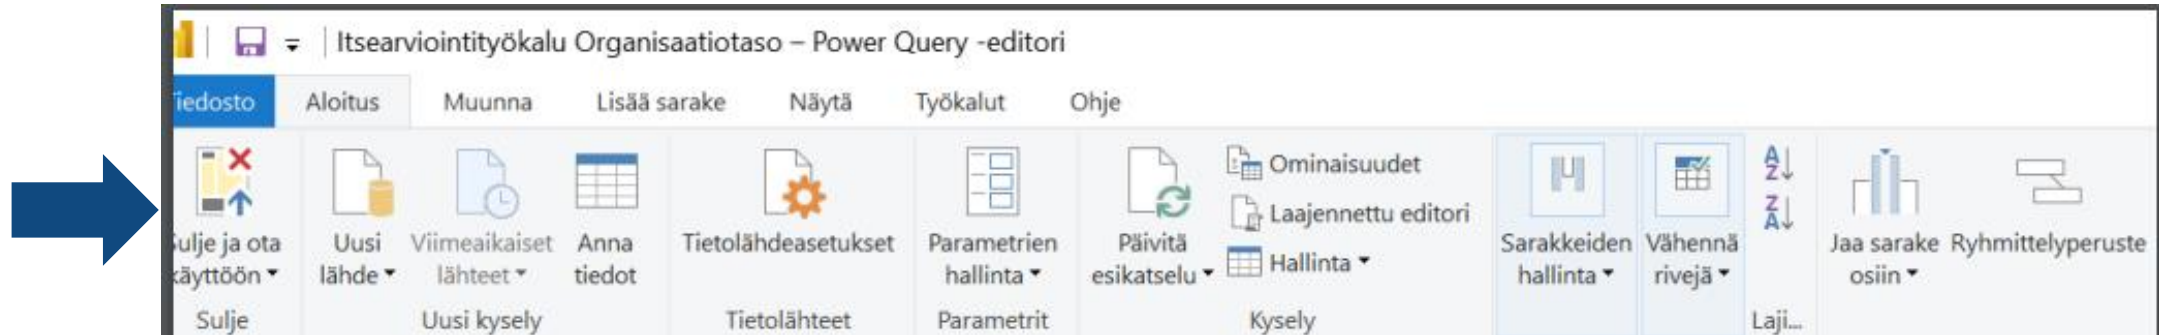 Itsearviointityökalu Organisaatiotaso – Power Query -editori
Tiedosto Aloitus Muunna Lisää sarake Näytä Työkalut Ohje
Sulje ja ota
käyttöön
Uusi
lähde
Viimeaikaiset
lähteet
Anna
tiedot
Tietolähdeasetukset
Parametrien
hallinta
Päivitä
esikatselu
Ominaisuudet
Laajennettu editori
Hallinta
Sarakkeiden
hallinta
Vähennä
rivejä
A
Z
Z
A
Jaa sarake
osiin
Ryhmittelyperuste
Sulje Uusi kysely Tietolähteet Parametrit Kysely Laji...